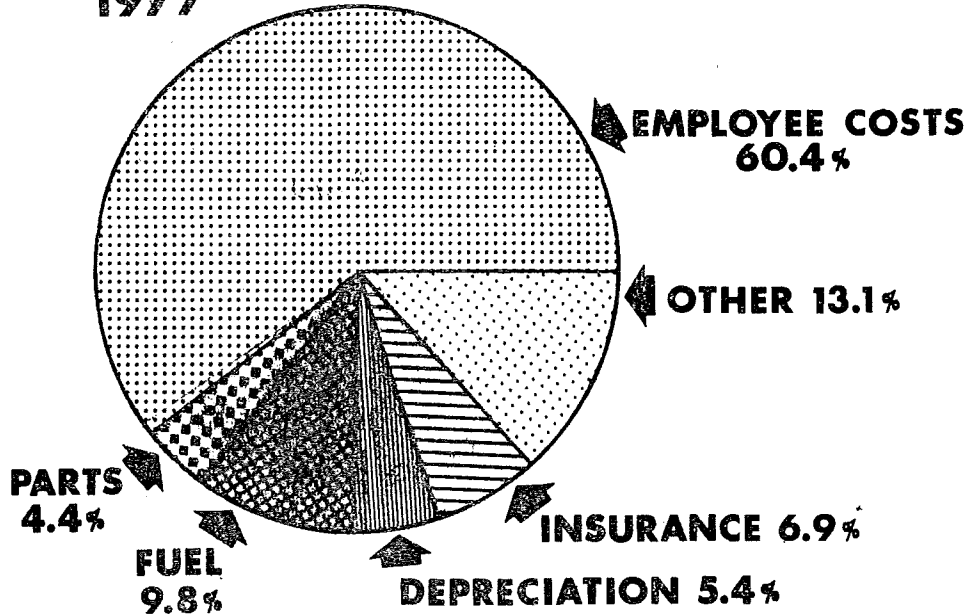 1977
EMPLOYEE COSTS
60.4%
OTHER 13.1%
INSURANCE 6.9%
DEPRECIATION 5.4%
FUEL
9.8%
PARTS
4.4%